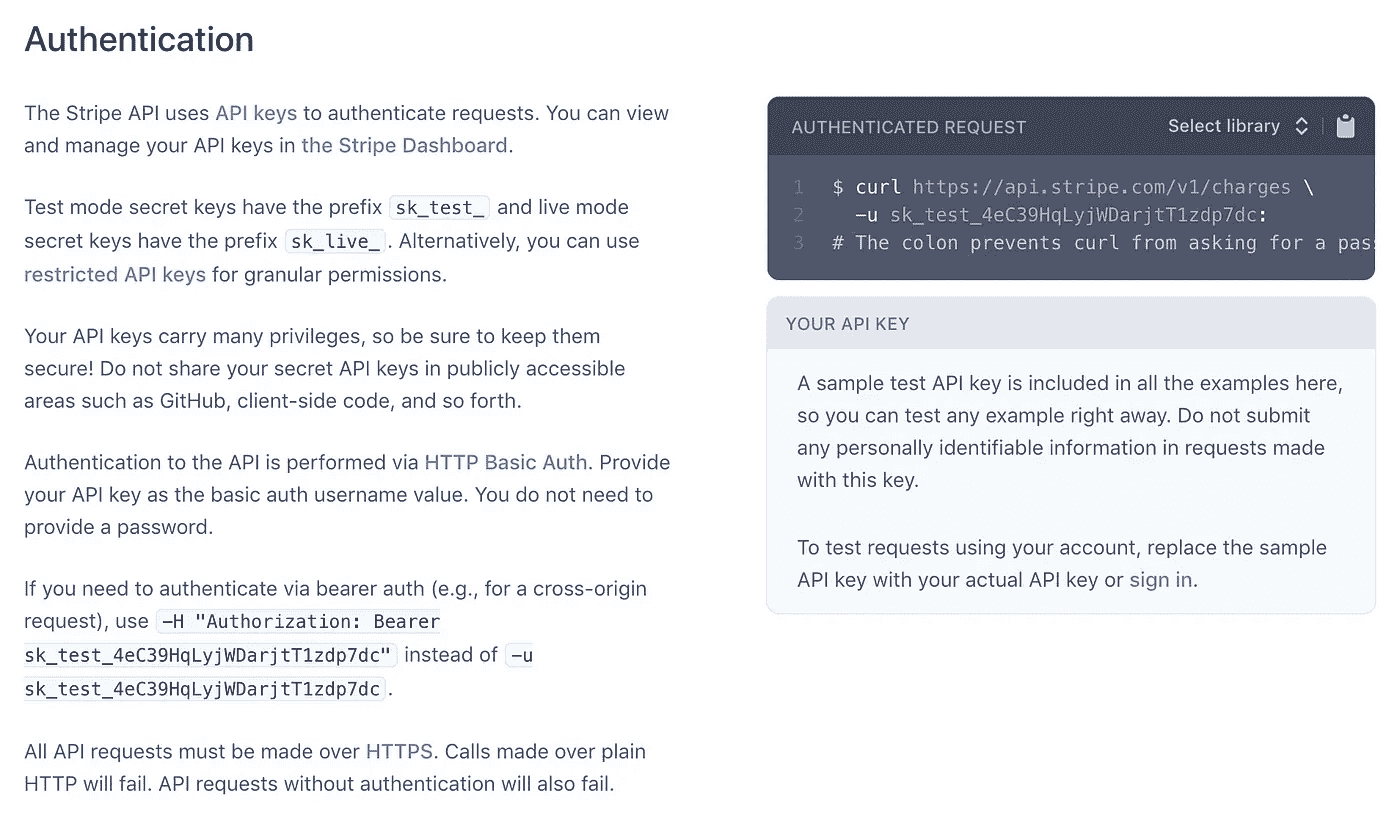 Authentication
The Stripe API uses API keys to authenticate requests. You can view
and manage your API keys in the Stripe Dashboard.
Test mode secret keys have the prefix sk_test_ and live mode
secret keys have the prefix sk_live_. Alternatively, you can use
restricted API keys for granular permissions.
Your API keys carry many privileges, so be sure to keep them
secure! Do not share your secret API keys in publicly accessible
areas such as GitHub, client-side code, and so forth.
Authentication to the API is performed via HTTP Basic Auth. Provide
your API key as the basic auth username value. You do not need to
provide a password.
If you need to authenticate via bearer auth (e.g., for a cross-origin
request), use -H "Authorization: Bearer
sk_test_4eC39HqLyjWDarjtT1zdp7dc" instead of -u
sk_test_4eC39HqLyjWDarjtT1zdp7dc.
All API requests must be made over HTTPS. Calls made over plain
HTTP will fail. API requests without authentication will also fail.
AUTHENTICATED REQUEST Select library
1 $ curl https://api.stripe.com/v1/charges \
2 -u sk_test_4eC39HqLyjWDarjtT1zdp7dc:
3 # The colon prevents curl from asking for a pas
YOUR API KEY
A sample test API key is included in all the examples here,
so you can test any example right away. Do not submit
any personally identifiable information in requests made
with this key.
To test requests using your account, replace the sample
API key with your actual API key or sign in.